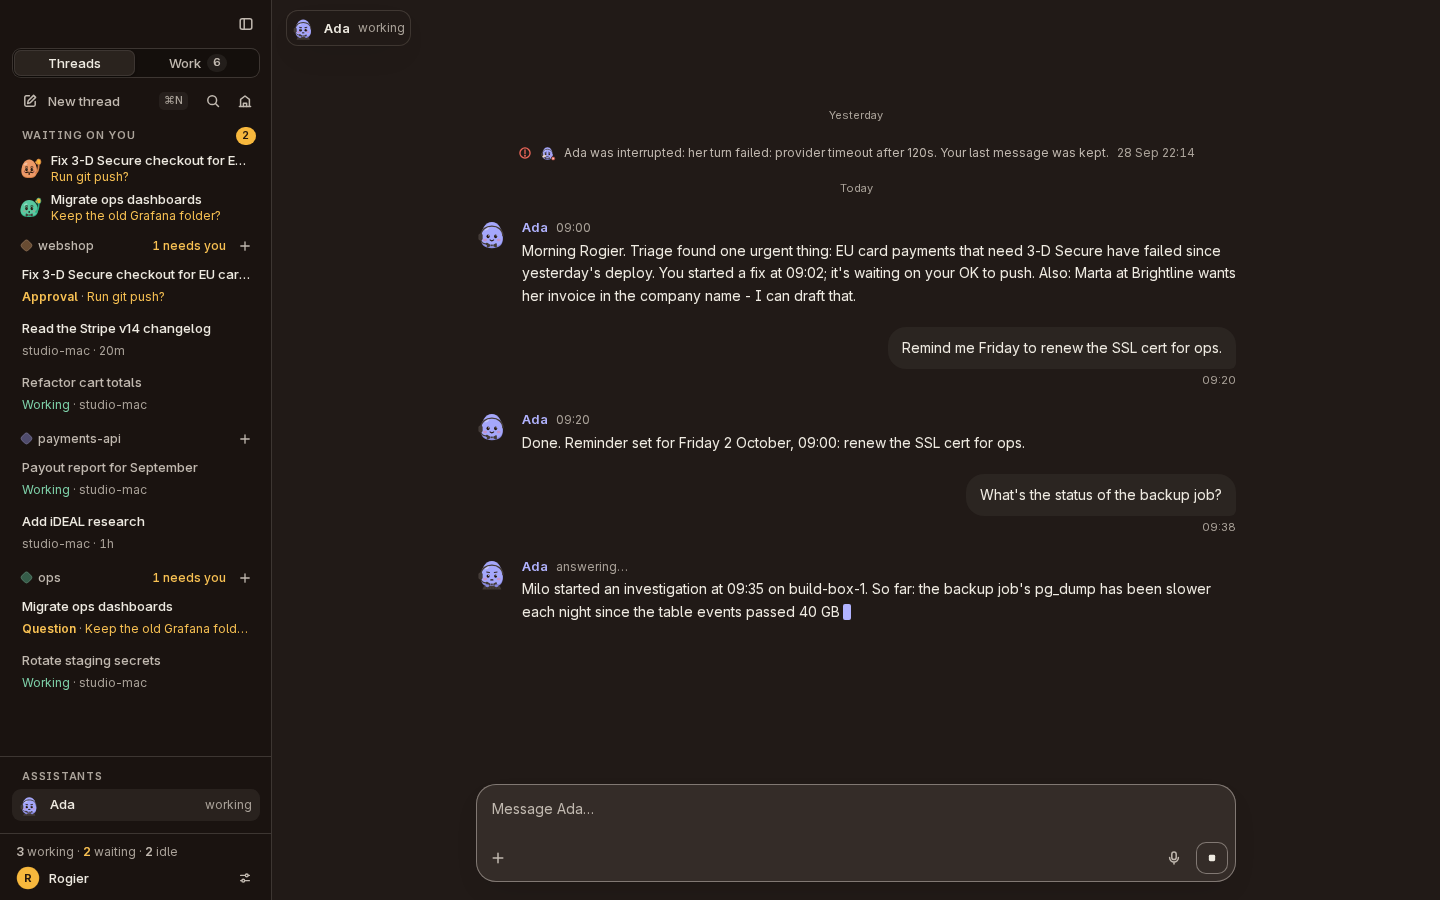 Threads
Work 6
New thread ⌘N
WAITING ON YOU 2
Fix 3-D Secure checkout for E…
Run git push?
Migrate ops dashboards
Keep the old Grafana folder?
webshop 1 needs you
Fix 3-D Secure checkout for EU car…
Approval · Run git push?
Read the Stripe v14 changelog
studio-mac · 20m
Refactor cart totals
Working · studio-mac
payments-api
Payout report for September
Working · studio-mac
Add iDEAL research
studio-mac · 1h
ops 1 needs you
Migrate ops dashboards
Question · Keep the old Grafana fold…
Rotate staging secrets
Working · studio-mac
ASSISTANTS
Ada working
3 working · 2 waiting · 2 idle
R Rogier
Ada working
Yesterday
Ada was interrupted: her turn failed: provider timeout after 120s. Your last message was kept. 28 Sep 22:14
Today
Ada 09:00
Morning Rogier. Triage found one urgent thing: EU card payments that need 3-D Secure have failed since
yesterday's deploy. You started a fix at 09:02; it's waiting on your OK to push. Also: Marta at Brightline wants
her invoice in the company name - I can draft that.
Remind me Friday to renew the SSL cert for ops.
09:20
Ada 09:20
Done. Reminder set for Friday 2 October, 09:00: renew the SSL cert for ops.
What's the status of the backup job?
09:38
Ada answering…
Milo started an investigation at 09:35 on build-box-1. So far: the backup job's pg_dump has been slower
each night since the table events passed 40 GB
Message Ada…